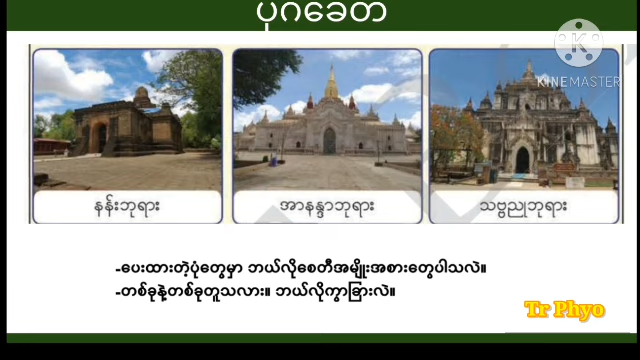 ပုဂံခေတ်
KINEMASTER
နန်းဘုရား
အာနန္ဒာဘုရား
သဗ္ဗညုဘုရား
-ပေးထားတဲ့ပုံတွေမှာ ဘယ်လိုစေတီအမျိုးအစားတွေပါသလဲ။
-တစ်ခုနဲ့တစ်ခုတူသလား။ ဘယ်လိုကွာခြားလဲ။
Tr Phyo